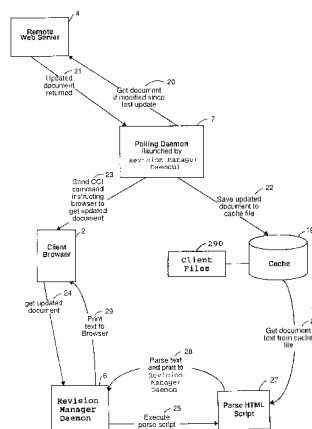 4
Remote
Web Server
21
Updated
document
returned
20
Get document
if modified since
last update
7
Polling Daemon
(launched by
Revision Manager
Daemon)
23
Send CCI
command
instructing
browser to
get updated
document
22
Save updated
document to
cache file
290
Client
Files
Cache
Client
Browser
2
24
get updated
document
29
Print
text to
Browser
Get document
text from cache
file
28
Parse text
and print to
Revision
Manager
Daemon
6
Revision
Manager
Daemon
25
Execute
parse script
27
Parse HTML
Script